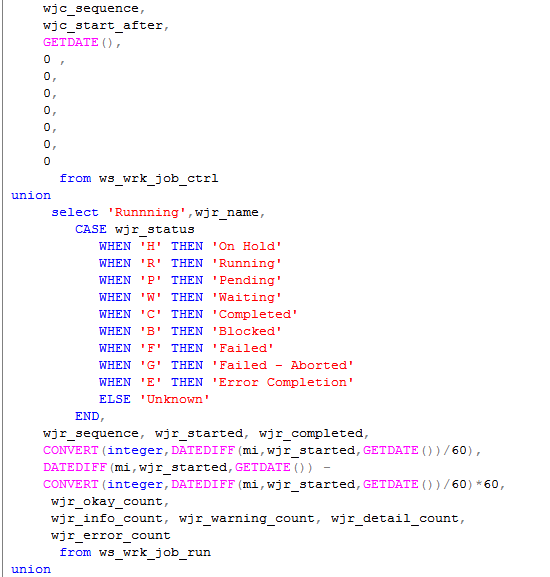 wjc_sequence,
wjc_start_after,
GETDATE(),
0 ,
0,
0,
0,
0,
0,
0
from ws_wrk_job_ctrl
union
select 'Runnning',wjr_name,
CASE wjr_status
WHEN 'H' THEN 'On Hold'
WHEN 'R' THEN 'Running'
WHEN 'P' THEN 'Pending'
WHEN 'W' THEN 'Waiting'
WHEN 'C' THEN 'Completed'
WHEN 'B' THEN 'Blocked'
WHEN 'F' THEN 'Failed'
WHEN 'G' THEN 'Failed - Aborted'
WHEN 'E' THEN 'Error Completion'
ELSE 'Unknown'
END,
wjr_sequence, wjr_started, wjr_completed,
CONVERT(integer,DATEDIFF(mi,wjr_started,GETDATE())/60),
DATEDIFF(mi,wjr_started,GETDATE()) -
CONVERT(integer,DATEDIFF(mi,wjr_started,GETDATE())/60)*60,
wjr_okay_count,
wjr_info_count, wjr_warning_count, wjr_detail_count,
wjr_error_count
from ws_wrk_job_run
union